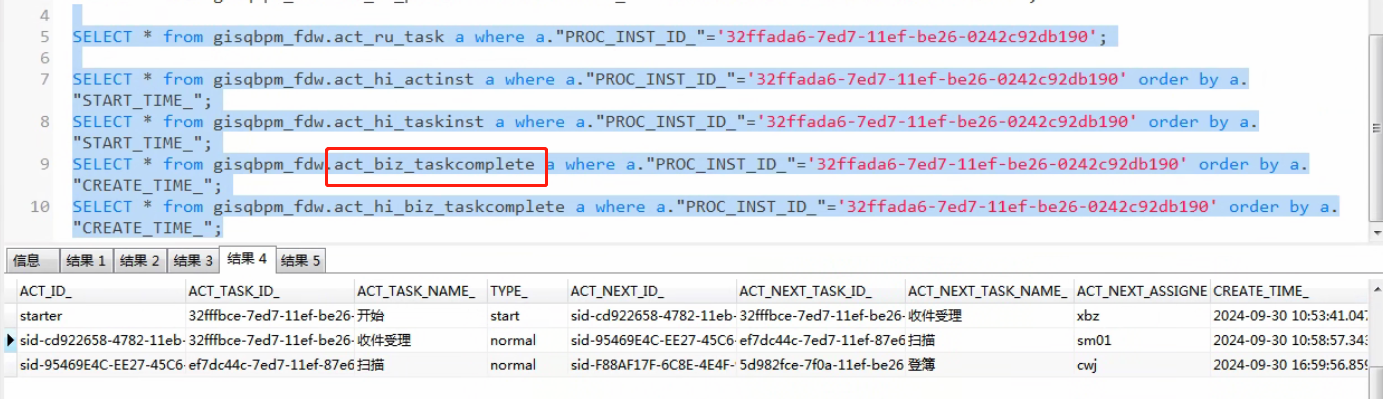 4
5 SELECT * from gisqbpm_fdw.act_ru_task a where a."PROC_INST_ID_"='32ffada6-7ed7-11ef-be26-0242c92db190';
6
7 SELECT * from gisqbpm_fdw.act_hi_actinst a where a."PROC_INST_ID_"='32ffada6-7ed7-11ef-be26-0242c92db190' order by a.
"START_TIME_";
8 SELECT * from gisqbpm_fdw.act_hi_taskinst a where a."PROC_INST_ID_"='32ffada6-7ed7-11ef-be26-0242c92db190' order by a.
"START_TIME_";
9 SELECT * from gisqbpm_fdw.act_biz_taskcomplete a where a."PROC_INST_ID_"='32ffada6-7ed7-11ef-be26-0242c92db190' order by a.
"CREATE_TIME_";
10 SELECT * from gisqbpm_fdw.act_hi_biz_taskcomplete a where a."PROC_INST_ID_"='32ffada6-7ed7-11ef-be26-0242c92db190' order by a.
"CREATE_TIME_";
信息 结果 1 结果 2 结果 3 结果 4 结果 5
ACT_ID_ ACT_TASK_ID_ ACT_TASK_NAME_ TYPE_ ACT_NEXT_ID_ ACT_NEXT_TASK_ID_ ACT_NEXT_TASK_NAME_ ACT_NEXT_ASSIGNE CREATE_TIME_
starter 32fffbce-7ed7-11ef-be26- 开始 start sid-cd922658-4782-11eb- 32fffbce-7ed7-11ef-be26- 收件受理 xbz 2024-09-30 10:53:41.047
sid-cd922658-4782-11eb- 32fffbce-7ed7-11ef-be26- 收件受理 normal sid-95469E4C-EE27-45C6- ef7dc44c-7ed7-11ef-87e6 扫描 sm01 2024-09-30 10:58:57.343
sid-95469E4C-EE27-45C6- ef7dc44c-7ed7-11ef-87e6 扫描 normal sid-F88AF17F-6C8E-4E4F- 5d982fce-7f0a-11ef-be26 登簿 cwj 2024-09-30 16:59:56.859